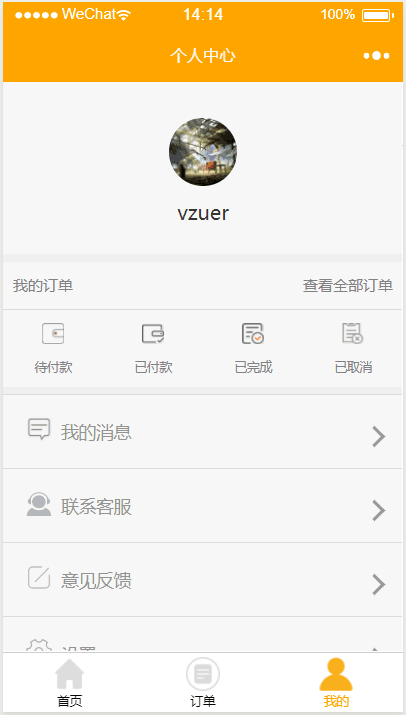 WeChat 14:14 100%
个人中心
vzuer
我的订单 查看全部订单
待付款 已付款 已完成 已取消
我的消息
联系客服
意见反馈
设置
首页 订单 我的